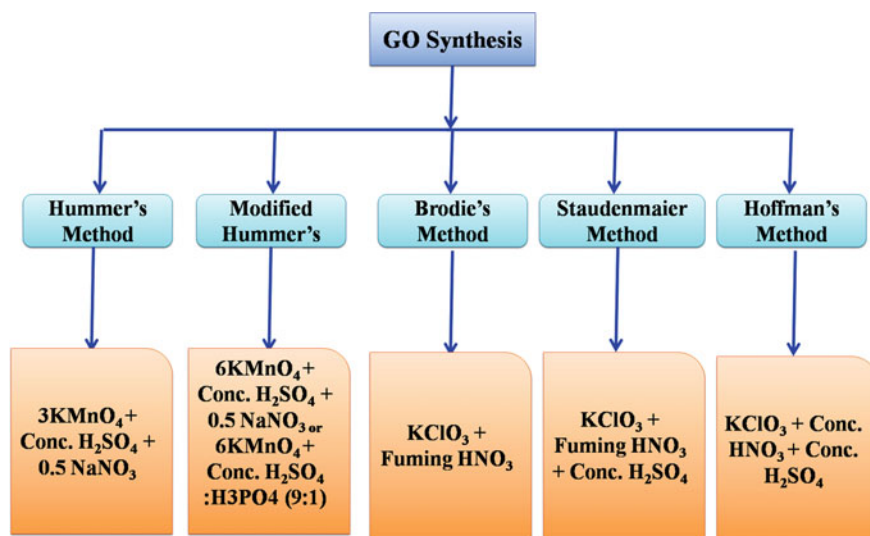 GO Synthesis
Hummer's
Method
Modified
Hummer's
Brodie's
Method
Staudenmaier
Method
Hoffman's
Method
3KMnO₄+
Conc. H₂SO₄ +
0.5 NaNO₃
6KMnO₄+
Conc. H₂SO₄ +
0.5 NaNO₃ or
6KMnO₄+
Conc. H₂SO₄
:H3PO4 (9:1)
KClO₃ +
Fuming HNO₃
KClO₃ +
Fuming HNO₃
+ Conc. H₂SO₄
KClO₃ + Conc.
HNO₃ + Conc.
H₂SO₄